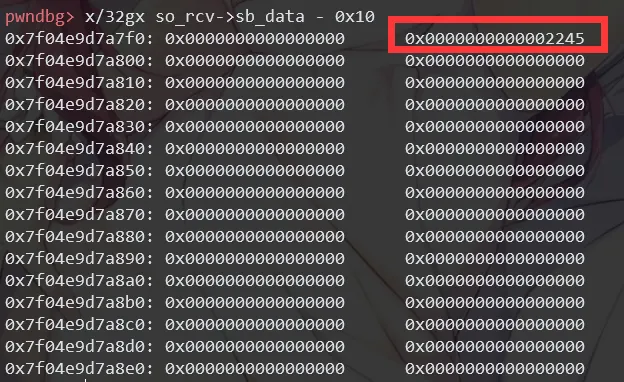 pwndbg> x/32gx so_rcv->sb_data - 0x10
0x7f04e9d7a7f0: 0x0000000000000000 0x0000000000002245
0x7f04e9d7a800: 0x0000000000000000 0x0000000000000000
0x7f04e9d7a810: 0x0000000000000000 0x0000000000000000
0x7f04e9d7a820: 0x0000000000000000 0x0000000000000000
0x7f04e9d7a830: 0x0000000000000000 0x0000000000000000
0x7f04e9d7a840: 0x0000000000000000 0x0000000000000000
0x7f04e9d7a850: 0x0000000000000000 0x0000000000000000
0x7f04e9d7a860: 0x0000000000000000 0x0000000000000000
0x7f04e9d7a870: 0x0000000000000000 0x0000000000000000
0x7f04e9d7a880: 0x0000000000000000 0x0000000000000000
0x7f04e9d7a890: 0x0000000000000000 0x0000000000000000
0x7f04e9d7a8a0: 0x0000000000000000 0x0000000000000000
0x7f04e9d7a8b0: 0x0000000000000000 0x0000000000000000
0x7f04e9d7a8c0: 0x0000000000000000 0x0000000000000000
0x7f04e9d7a8d0: 0x0000000000000000 0x0000000000000000
0x7f04e9d7a8e0: 0x0000000000000000 0x0000000000000000